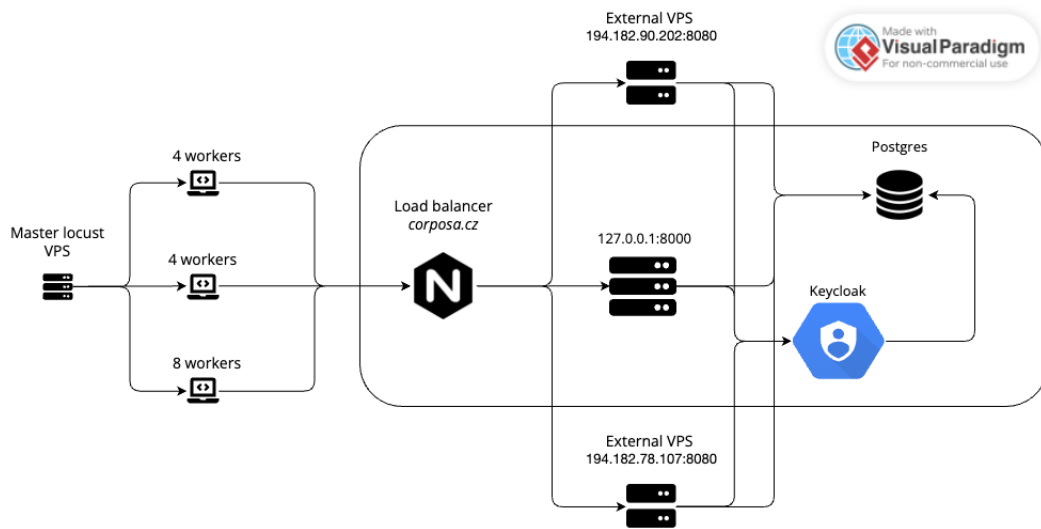 External VPS
194.182.90.202:8080
Made with
VisualParadigm
For non-commercial use
4 workers
Postgres
Load balancer
corposa.cz
Master locust
VPS
127.0.0.1:8000
4 workers
N
Keycloak
8 workers
External VPS
194.182.78.107:8080